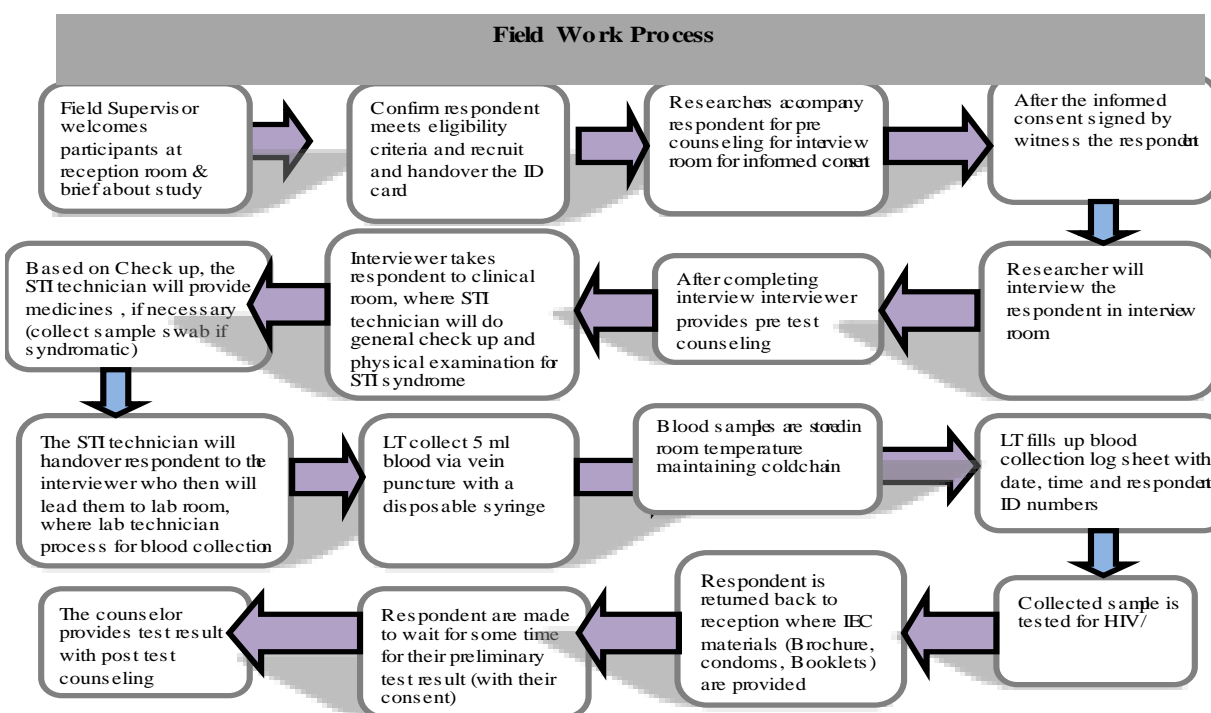 Field Work Process
Field Supervisor
welcomes
participants at
reception room &
brief about study
Confirm respondent
meets eligibility
criteria and recruit
and handover the ID
card
Researchers accompany
respondent for pre
counseling for interview
room for informed consent
After the informed
consent signed by
witness the respondent
Researcher will
interview the
respondent in interview
room
After completing
interview interviewer
provides pre test
counseling
Interviewer takes
respondent to clinical
room, where STI
technician will do
general check up and
physical examination for
STI syndrome
Based on Check up, the
STI technician will provide
medicines , if necessary
(collect sample swab if
syndromatic)
The STI technician will
handover respondent to the
interviewer who then will
lead them to lab room,
where lab technician
process for blood collection
LT collect 5 ml
blood via vein
puncture with a
disposable syringe
Blood samples are stored in
room temperature
maintaining coldchain
LT fills up blood
collection log sheet with
date, time and respondent
ID numbers
Collected sample is
tested for HIV/
Respondent is
returned back to
reception where IEC
materials (Brochure,
condoms, Booklets)
are provided
Respondent are made
to wait for some time
for their preliminary
test result (with their
consent)
The counselor
provides test result
with post test
counseling